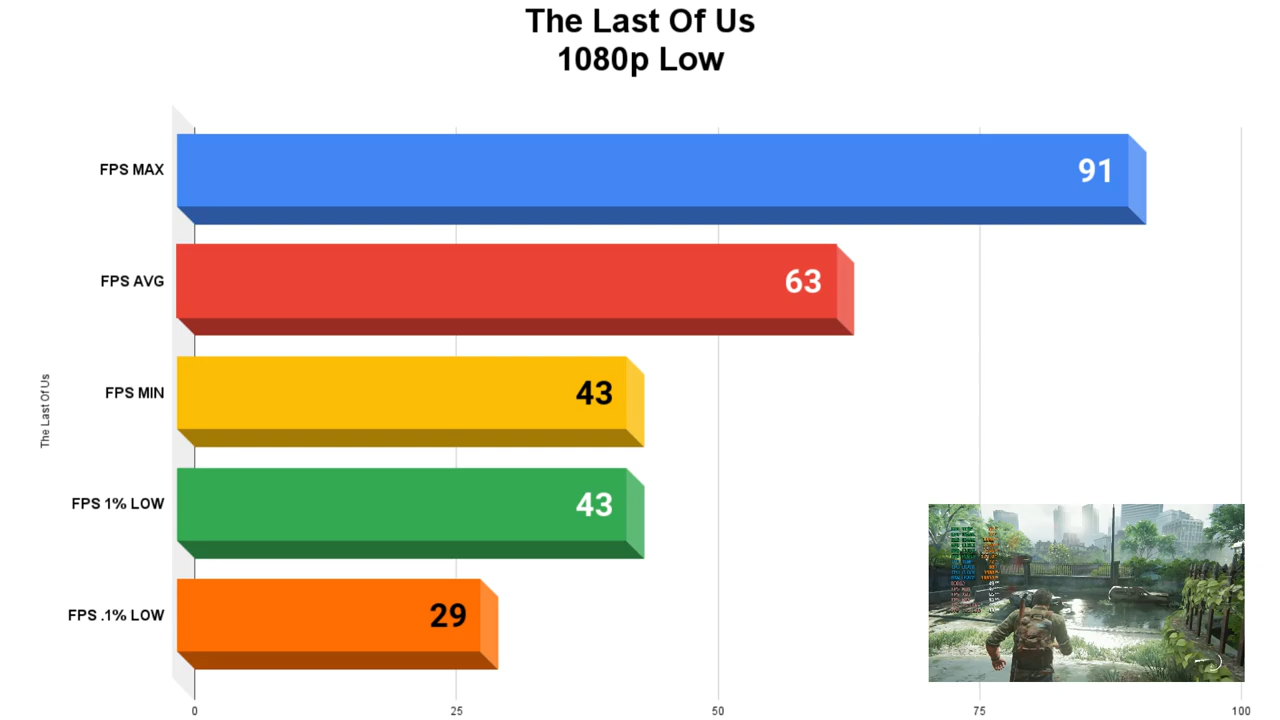 The Last Of Us
1080p Low
FPS MAX
91
FPS AVG
63
FPS MIN
43
FPS 1% LOW
43
FPS .1% LOW
29
The Last Of Us
0
25
50
75
100